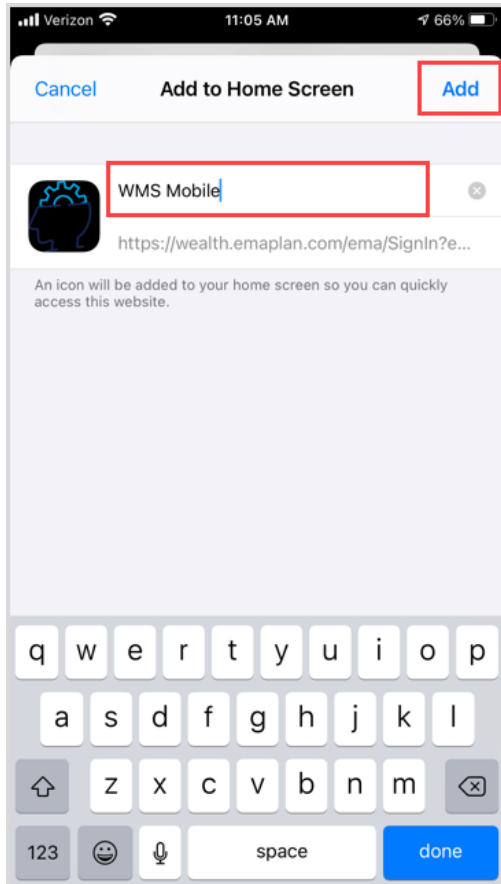 Verizon 11:05 AM 66%
Cancel Add to Home Screen Add
WMS Mobile
https://wealth.emaplan.com/ema/SignIn?e...
An icon will be added to your home screen so you can quickly
access this website.
q w e r t y u i o p
a s d f g h j k l
z x c v b n m
123 space done